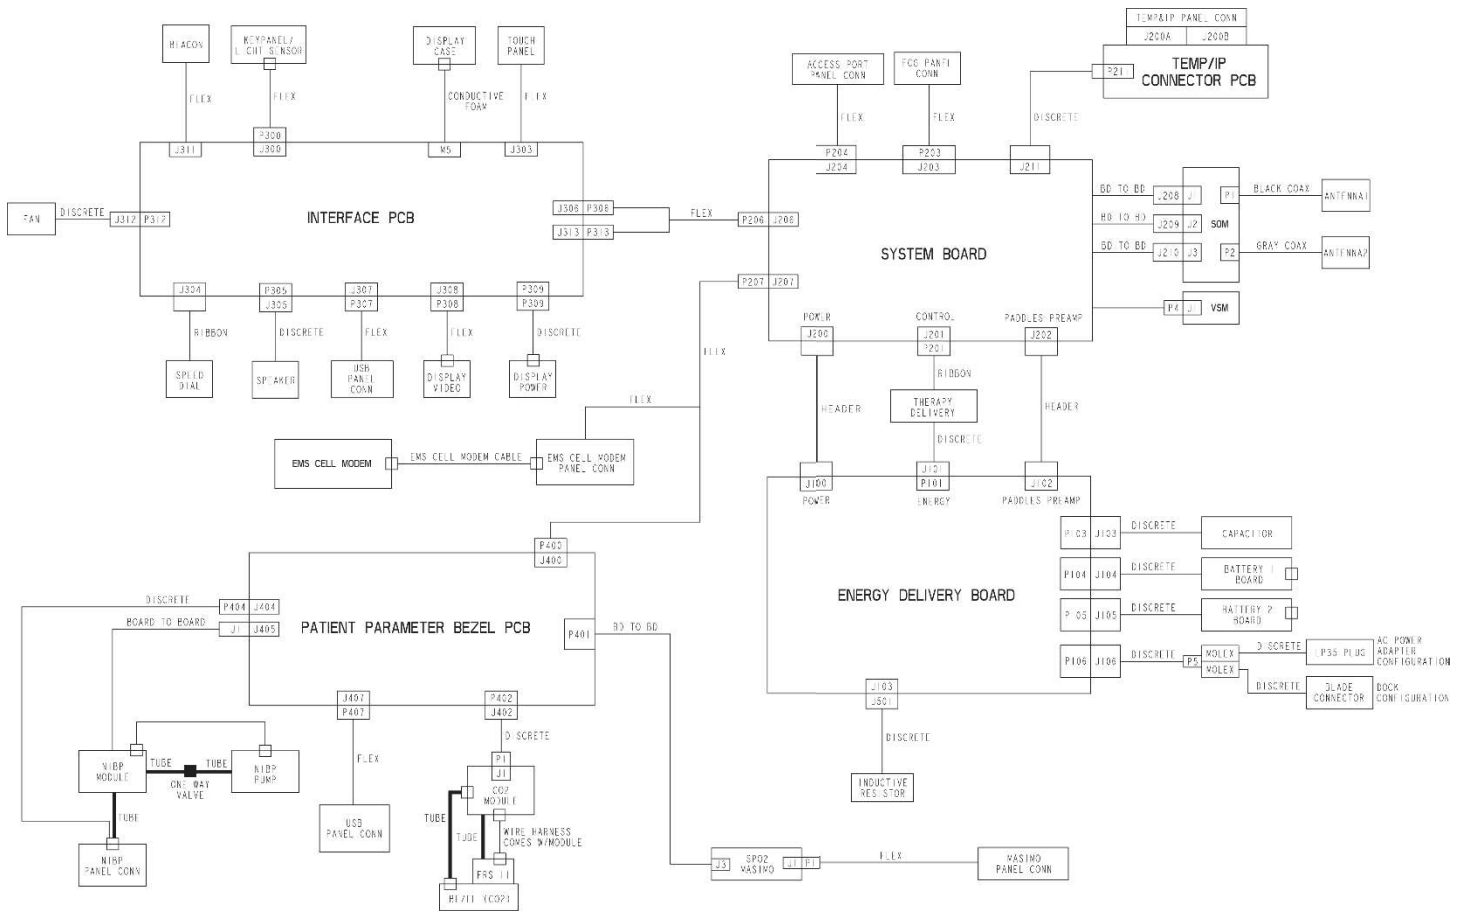 TEMP&IP PANEL CONN
J200A
J200B
TEMP/IP
CONNECTOR PCB
P211
BEACON
KEYPANEL/
LIGHT SENSOR
DISPLAY
CASE
TOUCH
PANEL
ACCESS PORT
PANEL CONN
PANEL
CONN
FLEX
FLEX
CONDUCTIVE
FOAM
FLEX
FLEX
FLEX
DISCRETE
J311
P300
J300
M5
J303
P204
J204
P203
J203
J211
FAN
DISCRETE
J312
P312
INTERFACE PCB
J306
P306
J313
P313
FLEX
P206
J206
P207
J207
SYSTEM BOARD
BD TO BD
J208
J1
BD TO BD
J209
J2
BD TO BD
J210
J3
SOM
P1
BLACK COAX
ANTENNA1
P2
GRAY COAX
ANTENNA2
P4
J1
VSM
J304
P305
J305
J307
P307
J308
P308
P309
P309
RIBBON
DISCRETE
FLEX
FLEX
DISCRETE
SPEED
DIAL
SPEAKER
USB
PANEL
CONN
DISPLAY
VIDEO
DISPLAY
POWER
POWER
J200
CONTROL
J201
P201
PADDLES PREAMP
J202
FLEX
RIBBON
THERAPY
DELIVERY
HEADER
HEADER
DISCRETE
FLEX
EMS CELL MODEM
EMS CELL MODEM CABLE
EMS CELL MODEM
PANEL CONN
J100
POWER
J101
P101
ENERGY
J102
PADDLES PREAMP
P400
J400
ENERGY DELIVERY BOARD
P103
J103
DISCRETE
CAPACITOR
P104
J104
DISCRETE
BATTERY 1
BOARD
P105
J105
DISCRETE
BATTERY 2
BOARD
P106
J106
DISCRETE
P5
MOLEX
MOLEX
DISCRETE
LP35 PLUG
AC POWER
ADAPTER
CONFIGURATION
DISCRETE
BLADE
CONNECTOR
DOCK
CONFIGURATION
DISCRETE
P404
J404
BOARD TO BOARD
J1
J405
PATIENT PARAMETER BEZEL PCB
P401
BD TO BD
J407
P407
P402
J402
J103
J501
DISCRETE
INDUCTIVE
RESISTOR
NIBP
MODULE
TUBE
TUBE
ONE WAY
VALVE
NIBP
PUMP
TUBE
NIBP
PANEL CONN
FLEX
USB
PANEL CONN
DISCRETE
P1
J1
CO2
MODULE
TUBE
TUBE
WIRE HARNESS
COMES W/MODULE
FRS II
BEZEL (CO2)
J3
SPO2
MASIMO
J1
P1
FLEX
MASIMO
PANEL CONN